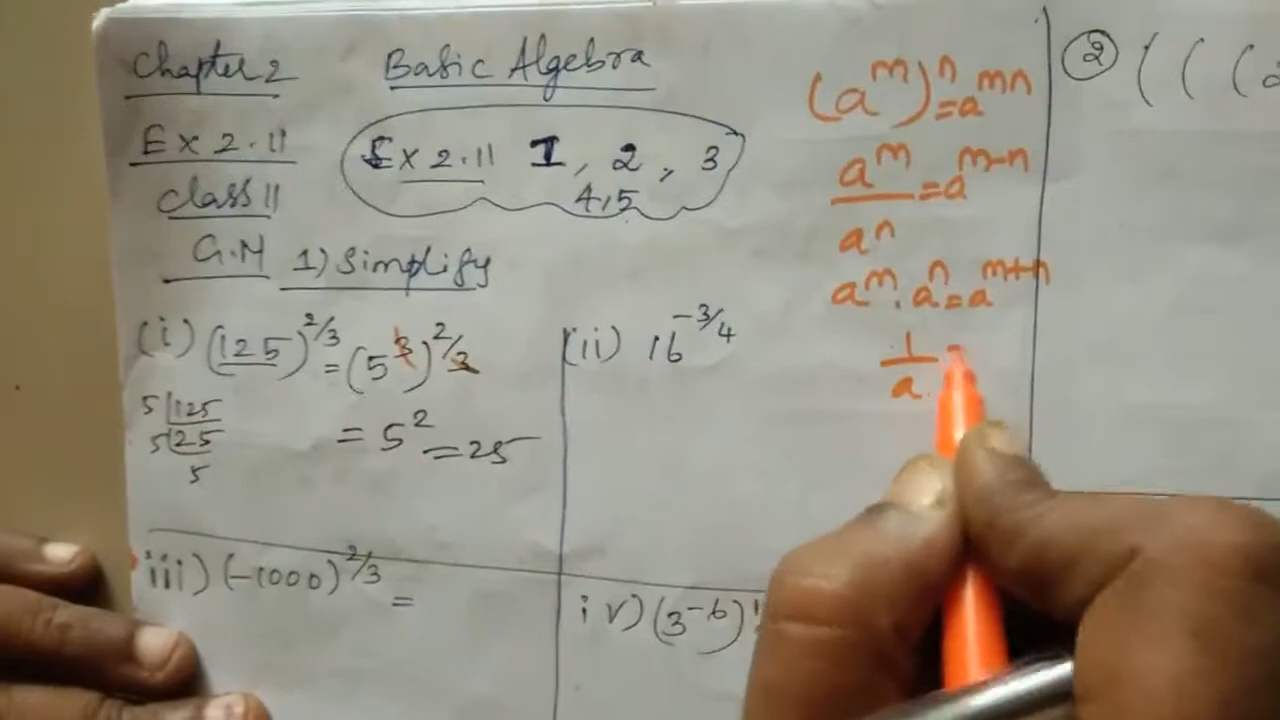 Chapter 2 Basic Algebra
Ex 2.11
Ex 2.11 1, 2, 3
4,5
Class 11
G.M 1) Simplify
(i) (125)^{2/3} = (5^3)^{2/3}
5 | 125
5 | 25
5
= 5^2 = 25
(ii) 16^{-3/4}
iii) (-1000)^{2/3} =
iv) (3^{-6})
(a^m)^n = a^{mn}
a^m/a^n = a^{m-n}
a^m . a^n = a^{m+n}
1/a
② ( ( (